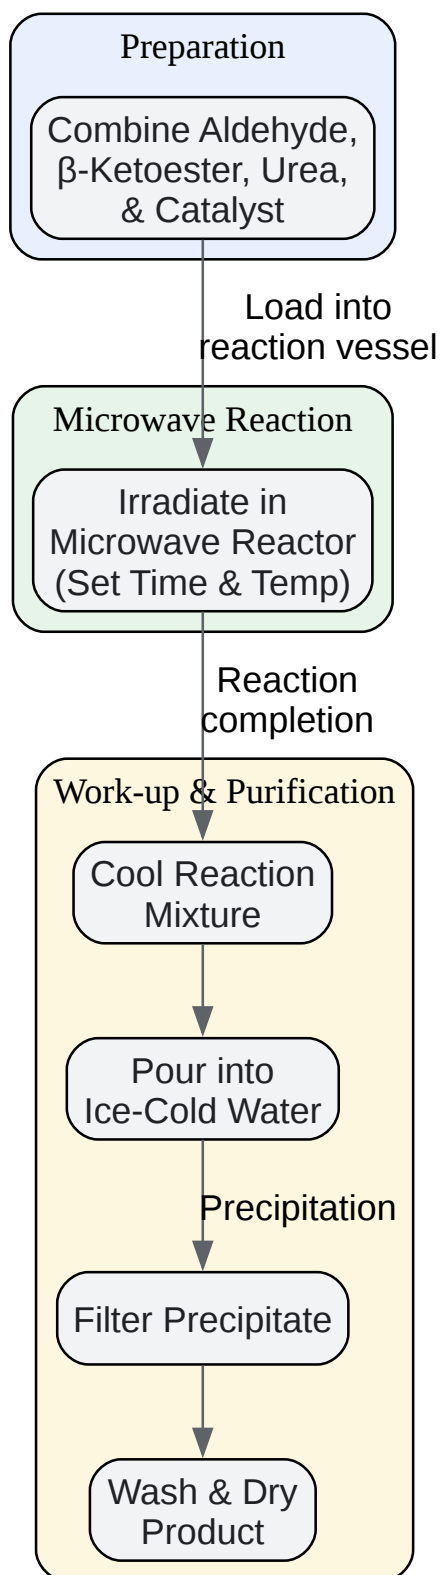 Preparation
Combine Aldehyde,
β-Ketoester, Urea,
& Catalyst
Load into
reaction vessel
Microwave Reaction
Irradiate in
Microwave Reactor
(Set Time & Temp)
Reaction
completion
Work-up & Purification
Cool Reaction
Mixture
Pour into
Ice-Cold Water
Precipitation
Filter Precipitate
Wash & Dry
Product